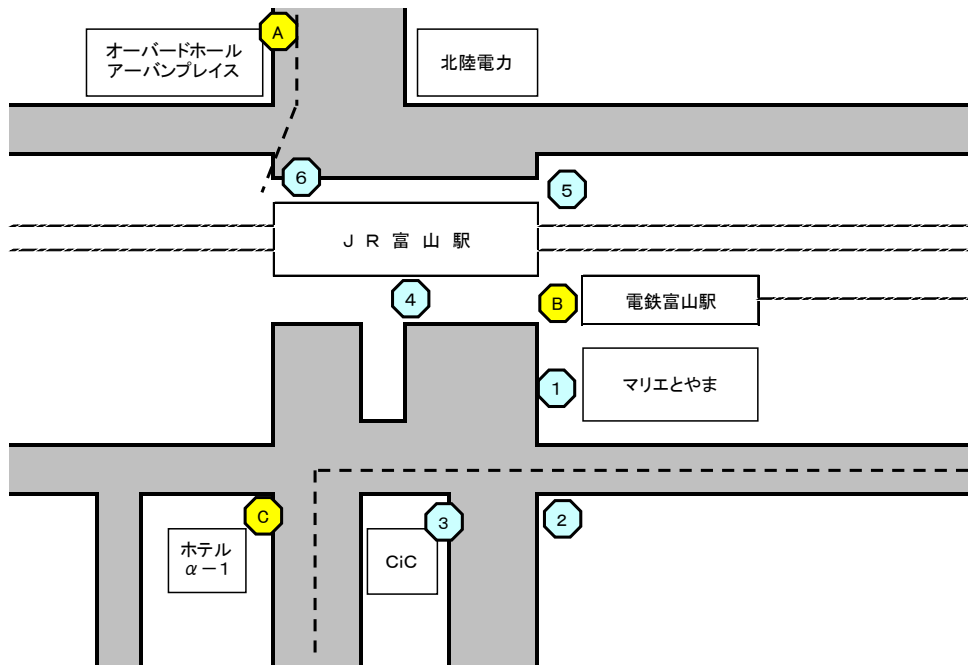 A
オーバードホール
アーバンプレイス
北陸電力
6
5
ＪＲ富山駅
4
B
電鉄富山駅
1
マリエとやま
C
3
2
ホテル
α－１
CiC